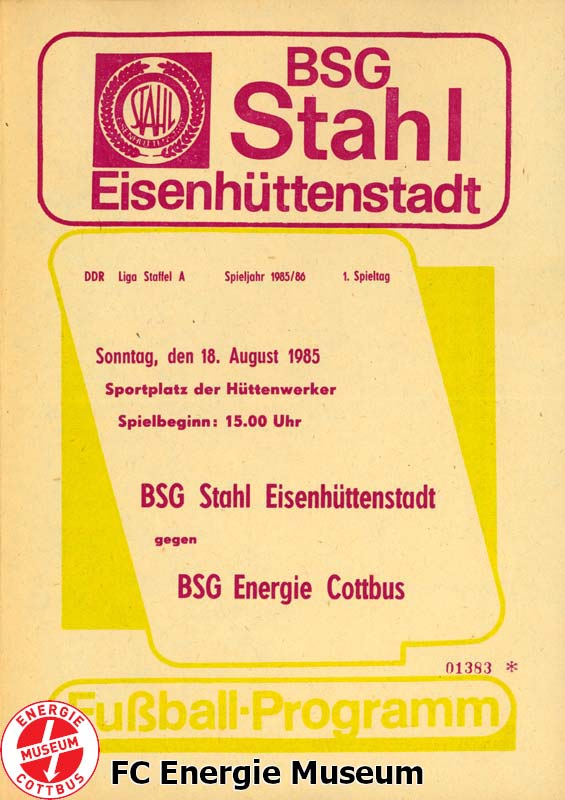 BSG
Stahl
Eisenhüttenstadt
STAHL
EISENHÜTTENSTADT
DDR Liga Staffel A Spieljahr 1985/86 1. Spieltag
Sonntag, den 18. August 1985
Sportplatz der Hüttenwerker
Spielbeginn: 15.00 Uhr
BSG Stahl Eisenhüttenstadt
gegen
BSG Energie Cottbus
01383 *
Fußball-Programm
ENERGIE
MUSEUM
COTTBUS
FC Energie Museum